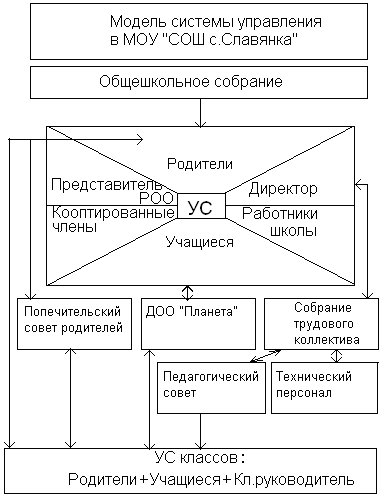 Модель системы управления
в МОУ "СОШ с.Славянка"
Общешкольное собрание
Родители
Представитель
РОО
Директор
УС
Кооптированные
члены
Работники
школы
Учащиеся
Попечительский
совет родителей
ДОО "Планета"
Собрание
трудового
коллектива
Педагогический
совет
Технический
персонал
УС классов:
Родители+Учащиеся+Кл.руководитель